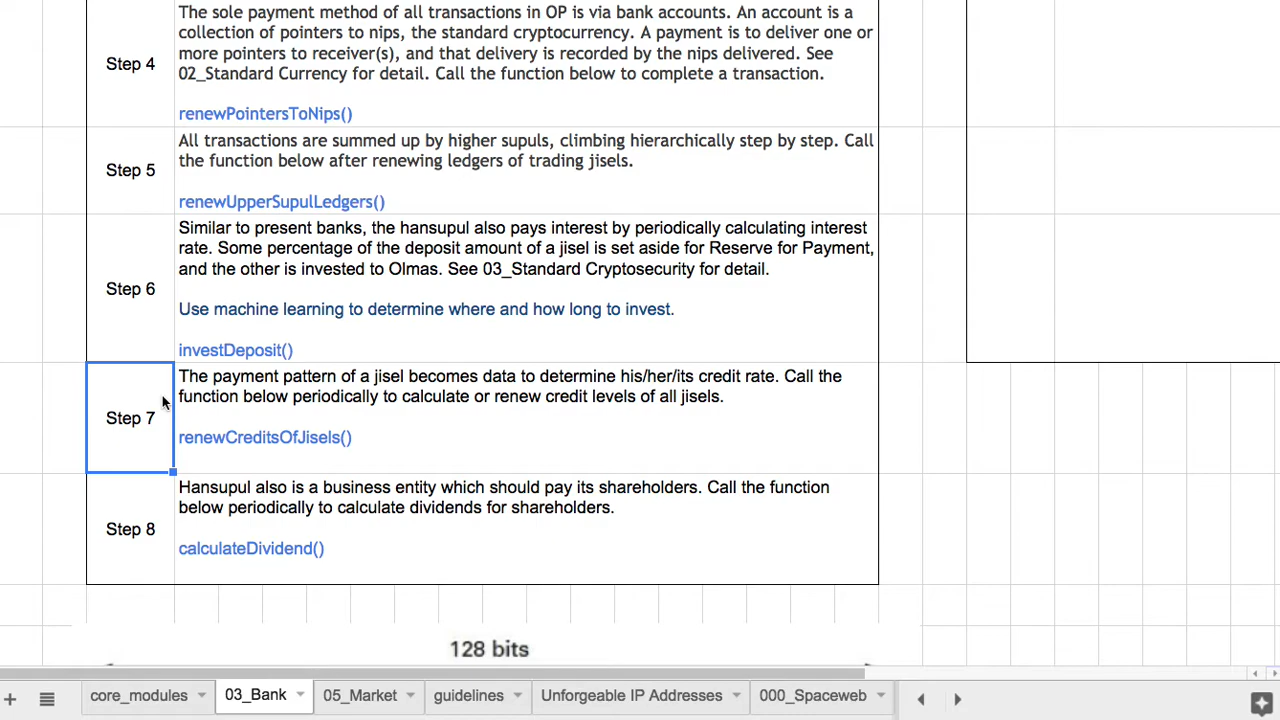 The sole payment method of all transactions in OP is via bank accounts. An account is a
collection of pointers to nips, the standard cryptocurrency. A payment is to deliver one or
more pointers to receiver(s), and that delivery is recorded by the nips delivered. See
02_Standard Currency for detail. Call the function below to complete a transaction.
Step 4
renewPointersToNips()
All transactions are summed up by higher supuls, climbing hierarchically step by step. Call
the function below after renewing ledgers of trading jisels.
Step 5
renewUpperSupulLedgers()
Similar to present banks, the hansupul also pays interest by periodically calculating interest
rate. Some percentage of the deposit amount of a jisel is set aside for Reserve for Payment,
and the other is invested to Olmas. See 03_Standard Cryptosecurity for detail.
Step 6
Use machine learning to determine where and how long to invest.
investDeposit()
The payment pattern of a jisel becomes data to determine his/her/its credit rate. Call the
function below periodically to calculate or renew credit levels of all jisels.
Step 7
renewCreditsOfJisels()
Hansupul also is a business entity which should pay its shareholders. Call the function
below periodically to calculate dividends for shareholders.
Step 8
calculateDividend()
128 bits
core_modules 03_Bank 05_Market guidelines Unforgeable IP Addresses 000_Spaceweb